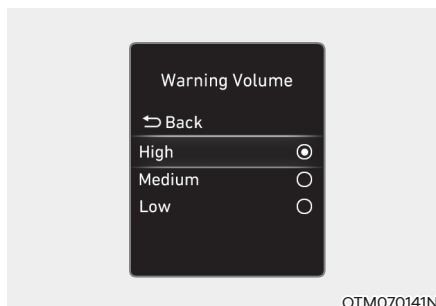 Warning Volume
Back
High
Medium
Low
OTM070141N